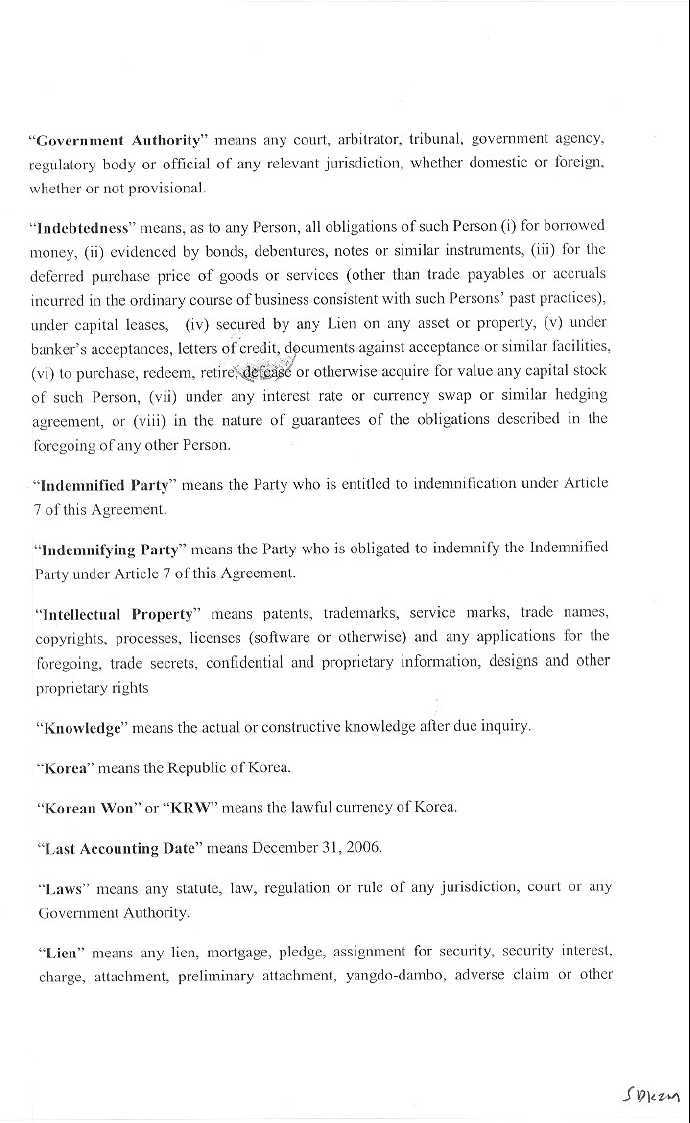 “Government Authority” means any court, arbitrator, tribunal, government agency,
regulatory body or official of any relevant jurisdiction, whether domestic or foreign,
whether or not provisional.
“Indebtedness” means, as to any Person, all obligations of such Person (i) for borrowed
money, (ii) evidenced by bonds, debentures, notes or similar instruments, (iii) for the
deferred purchase price of goods or services (other than trade payables or accruals
incurred in the ordinary course of business consistent with such Persons’ past practices),
under capital leases, (iv) secured by any Lien on any asset or property, (v) under
banker’s acceptances, letters of credit, documents against acceptance or similar facilities,
(vi) to purchase, redeem, retire, defease or otherwise acquire for value any capital stock
of such Person, (vii) under any interest rate or currency swap or similar hedging
agreement, or (viii) in the nature of guarantees of the obligations described in the
foregoing of any other Person.
“Indemnified Party” means the Party who is entitled to indemnification under Article
7 of this Agreement.
“Indemnifying Party” means the Party who is obligated to indemnify the Indemnified
Party under Article 7 of this Agreement.
“Intellectual Property” means patents, trademarks, service marks, trade names,
copyrights, processes, licenses (software or otherwise) and any applications for the
foregoing, trade secrets, confidential and proprietary information, designs and other
proprietary rights
“Knowledge” means the actual or constructive knowledge after due inquiry.
“Korea” means the Republic of Korea.
“Korean Won” or “KRW” means the lawful currency of Korea.
“Last Accounting Date” means December 31, 2006.
“Laws” means any statute, law, regulation or rule of any jurisdiction, court or any
Government Authority.
“Lien” means any lien, mortgage, pledge, assignment for security, security interest,
charge, attachment, preliminary attachment, yangdo-dambo, adverse claim or other